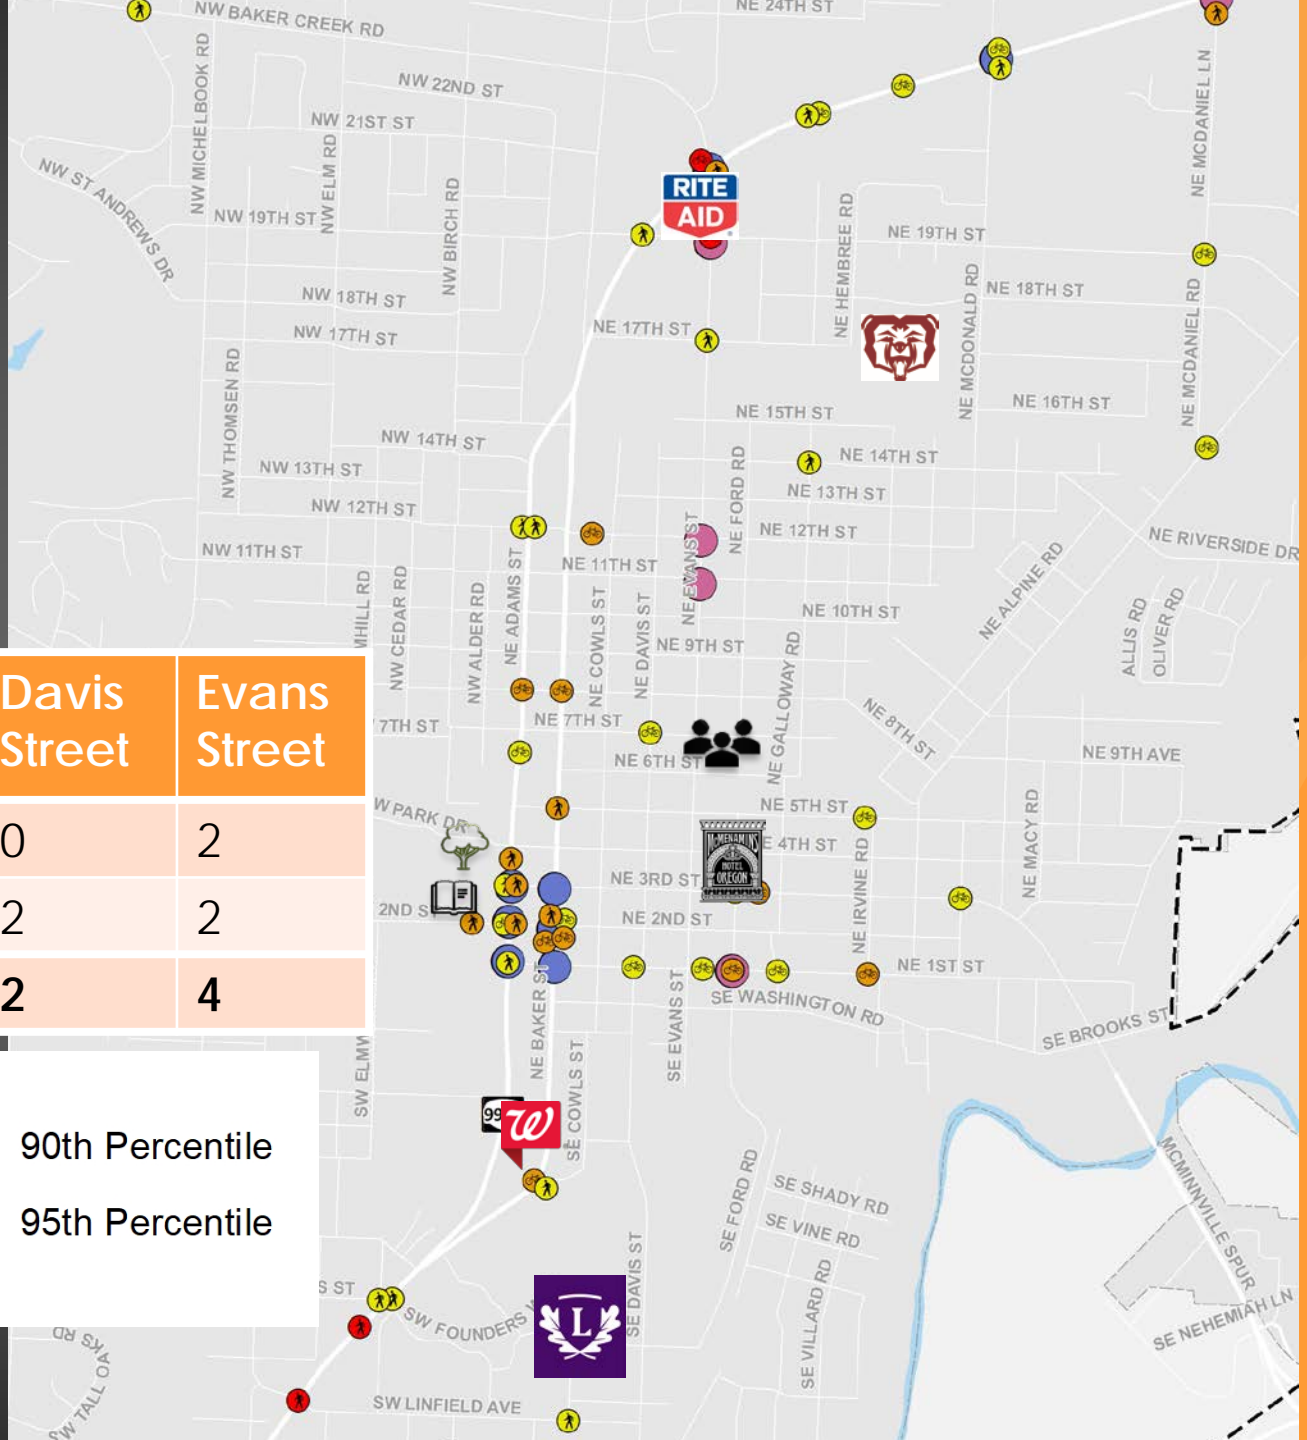 NW BAKER CREEK RD
NE 24TH ST
NW MICHELBOOK RD
NW 22ND ST
NW 21ST ST
NW ELM RD
NE MCDANIEL LN
NW ST ANDREWS DR
NW BIRCH RD
NW 19TH ST
RITE
AID
NE HEMBREE RD
NE 19TH ST
NW 18TH ST
NE 18TH ST
NW 17TH ST
NE 17TH ST
NE MCDONALD RD
NE MCDANIEL RD
NW THOMSEN RD
NE 16TH ST
NE 15TH ST
NW 14TH ST
NE 14TH ST
NW 13TH ST
NE FORD RD
NE 13TH ST
NW 12TH ST
NE 12TH ST
NE EVANS ST
NE RIVERSIDE DR
NW 11TH ST
NE 11TH ST
NE ADAMS ST
NE ALPINE RD
MHILL RD
NW CEDAR RD
NW ALDER RD
NE COWLS ST
NE DAVIS ST
NE 10TH ST
ALLIS RD
OLIVER RD
NE 9TH ST
NE GALLOWAY RD
Davis
Street
Evans
Street
7TH ST
NE 7TH ST
NE 8TH ST
NE 6TH ST
NE 9TH AVE
0
2
W PARK DR
NE 5TH ST
E 4TH ST
MCMENAMINS
HOTEL
OREGON
NE MACY RD
NE IRVINE RD
NE 3RD ST
2
2
2ND S
NE 2ND ST
2
4
NE 1ST ST
NE BAKER ST
SE EVANS ST
SE WASHINGTON RD
SE BROOKS ST
SW ELMW
SE COWLS ST
99
W
90th Percentile
95th Percentile
SE FORD RD
SE SHADY RD
SE VINE RD
MCMINNVILLE SPUR
SE DAVIS ST
SE VILLARD RD
S ST
SW FOUNDERS W
L
SE NEHEMIAH LN
SW TALL OAKS RD
SW LINFIELD AVE